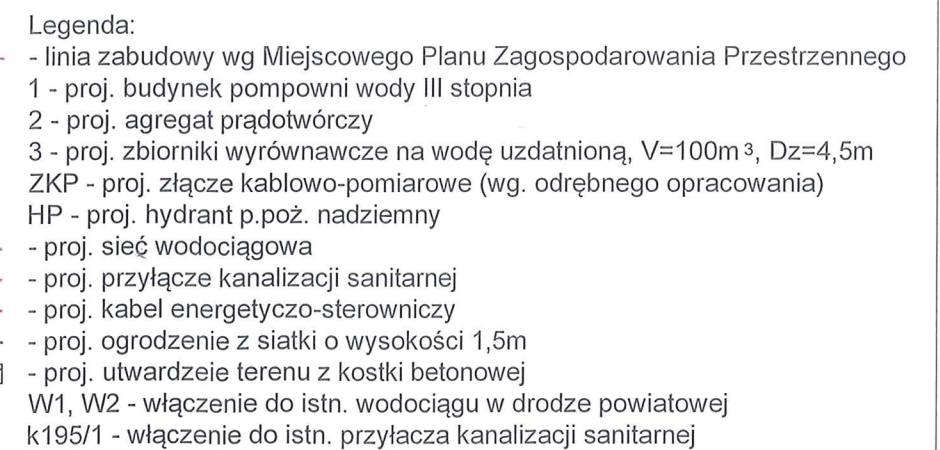 Legenda:
- linia zabudowy wg Miejscowego Planu Zagospodarowania Przestrzennego
1 - proj. budynek pompowni wody III stopnia
2 - proj. agregat prądotwórczy
3 - proj. zbiorniki wyrównawcze na wodę uzdatnioną, V=100m³, Dz=4,5m
ZKP - proj. złącze kablowo-pomiarowe (wg. odrębnego opracowania)
HP - proj. hydrant p.poż. nadziemny
- proj. sieć wodociągowa
- proj. przyłącze kanalizacji sanitarnej
- proj. kabel energetyczo-sterowniczy
- proj. ogrodzenie z siatki o wysokości 1,5m
- proj. utwardzeie terenu z kostki betonowej
W1, W2 - włączenie do istn. wodociągu w drodze powiatowej
k195/1 - włączenie do istn. przyłacza kanalizacji sanitarnej